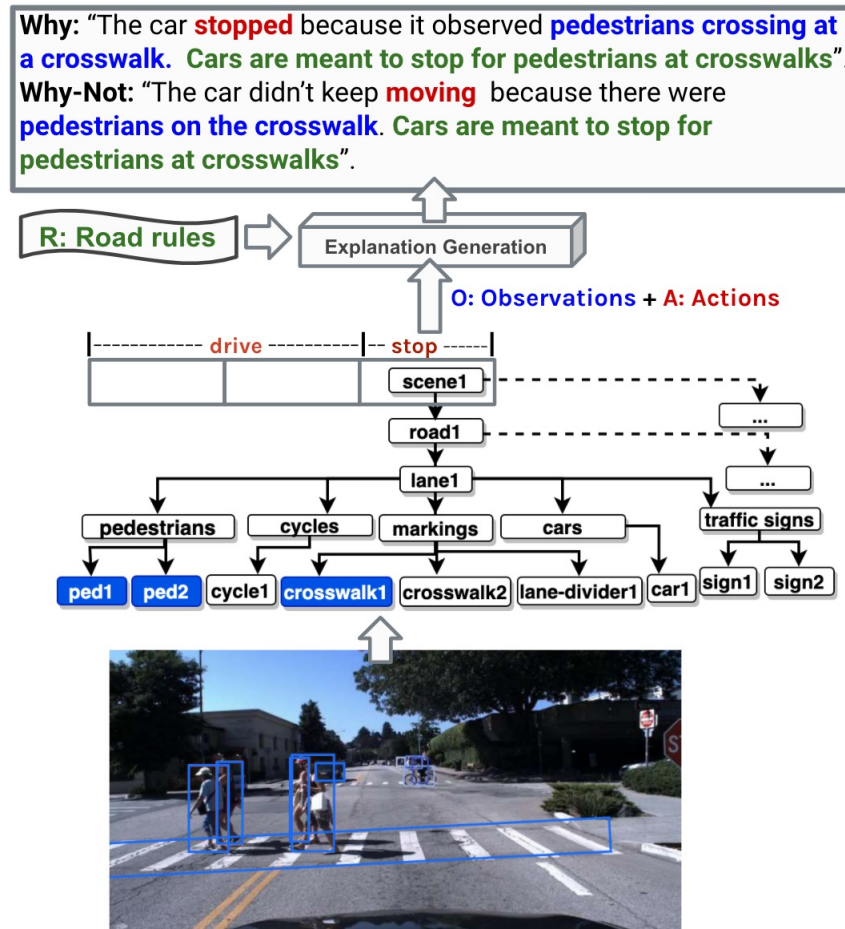 Why: “The car stopped because it observed pedestrians crossing at
a crosswalk. Cars are meant to stop for pedestrians at crosswalks”.
Why-Not: “The car didn’t keep moving because there were
pedestrians on the crosswalk. Cars are meant to stop for
pedestrians at crosswalks”.
R: Road rules
Explanation Generation
O: Observations + A: Actions
drive
stop
scene1
...
road1
...
lane1
pedestrians
cycles
markings
cars
traffic signs
ped1
ped2
cycle1
crosswalk1
crosswalk2
lane-divider1
car1
sign1
sign2